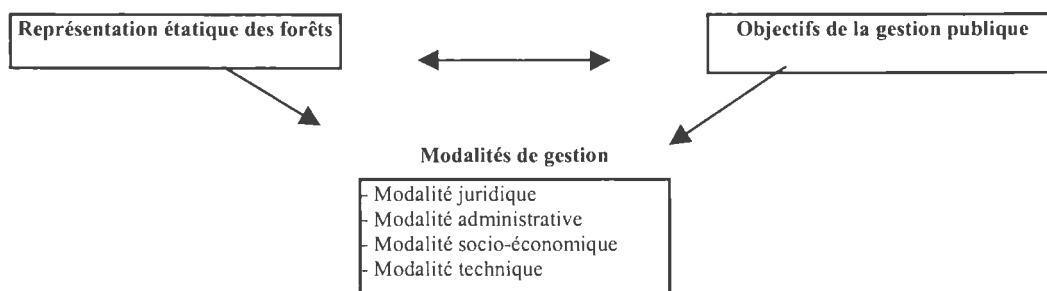 Représentation étatique des forêts
Objectifs de la gestion publique
Modalités de gestion
- Modalité juridique
- Modalité administrative
- Modalité socio-économique
- Modalité technique